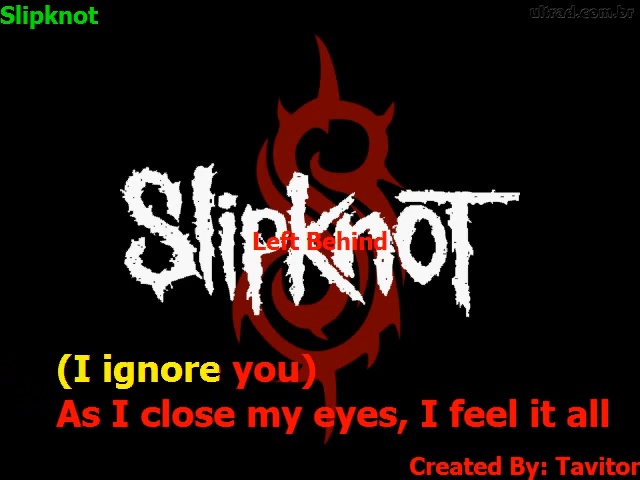 Slipknot
ultrad.com.br
Slipknot
Left Behind
(I ignore you)
As I close my eyes, I feel it all
Created By: Tavitor